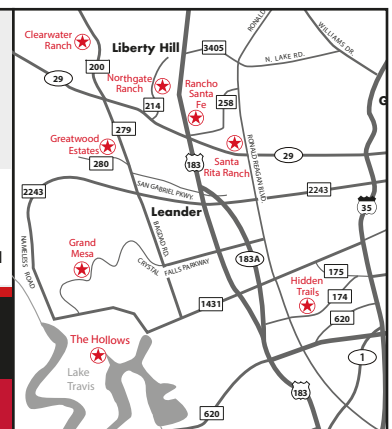 RONALD
WILLIAMS DR.
Clearwater
Ranch
Liberty Hill
3405
N. LAKE RD.
200
29
Northgate
Ranch
Rancho
Santa
Fe
214
258
G
279
Greatwood
Estates
280
183
Santa
Rita Ranch
29
RONALD REAGAN BLVD.
2243
SAN GABRIEL PKWY.
2243
Leander
35
NAMELESS ROAD
BAGDAD RD.
Grand
Mesa
CRYSTAL FALLS PARKWAY
183A
175
Hidden
Trails
174
1431
620
The Hollows
Lake
Travis
1
183
620